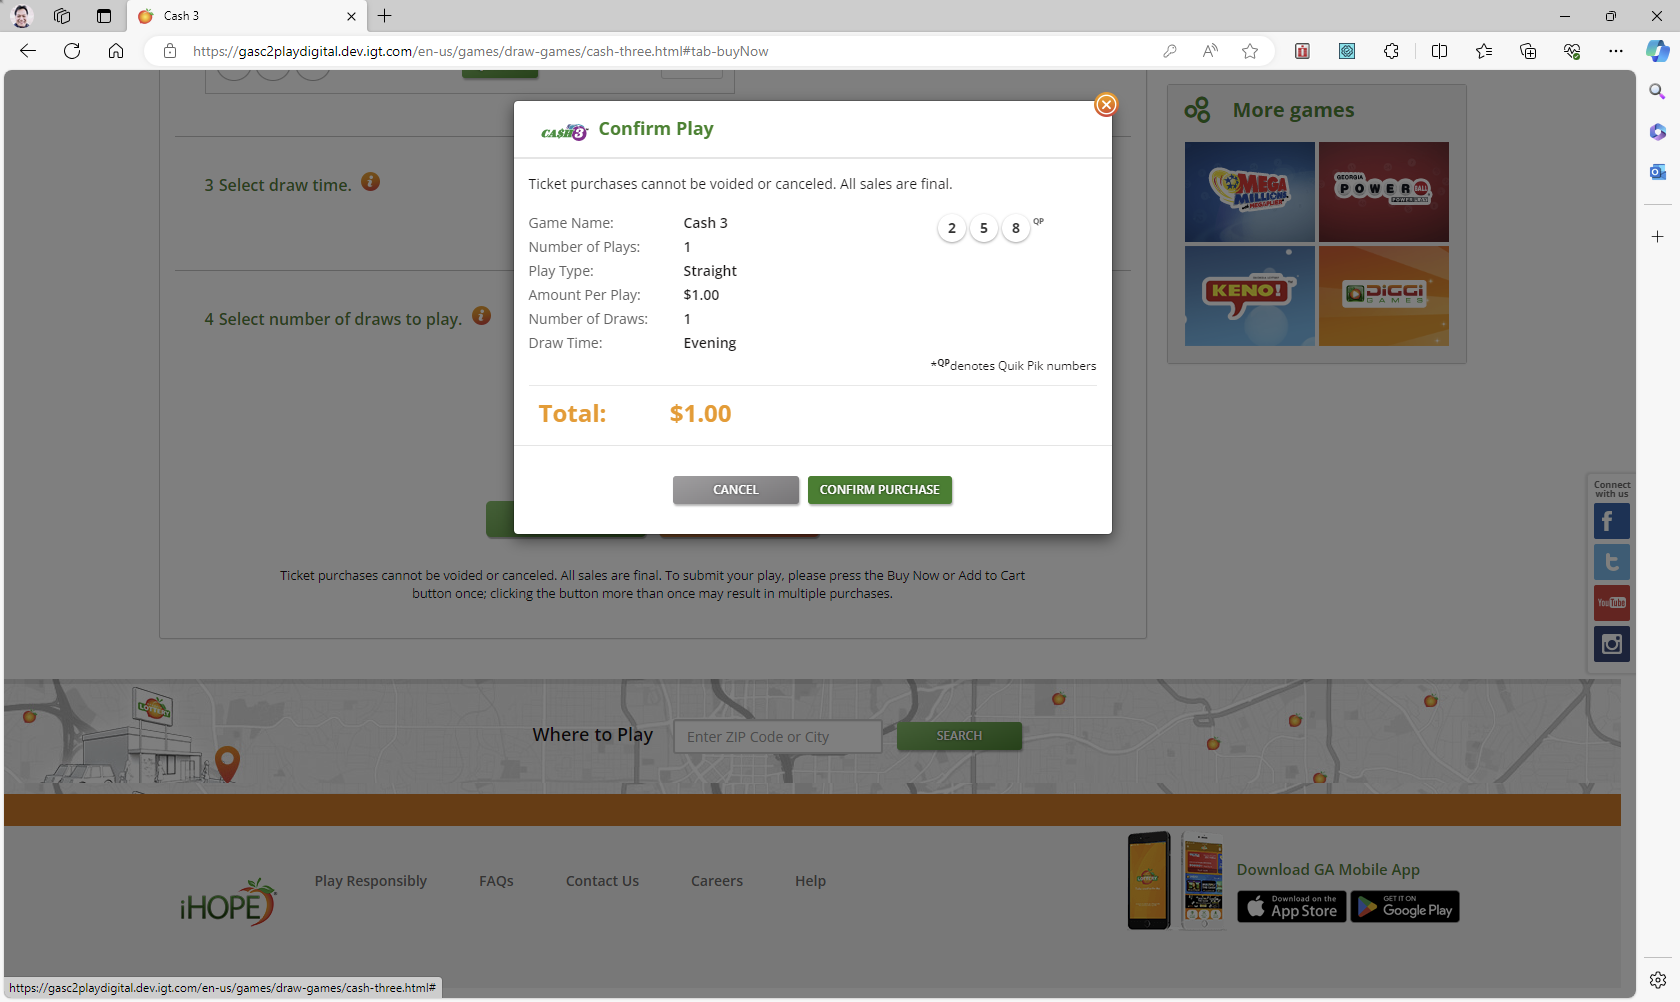 Cash 3
https://gasc2playdigital.dev.igt.com/en-us/games/draw-games/cash-three.html#tab-buyNow
CA$H3 Confirm Play
Ticket purchases cannot be voided or canceled. All sales are final.
Game Name: Cash 3
2 5 8 QP
Number of Plays: 1
Play Type: Straight
Amount Per Play: $1.00
Number of Draws: 1
Draw Time: Evening
*QPdenotes Quik Pik numbers
Total: $1.00
CANCEL CONFIRM PURCHASE
3 Select draw time.
4 Select number of draws to play.
Ticket purchases cannot be voided or canceled. All sales are final. To submit your play, please press the Buy Now or Add to Cart
button once; clicking the button more than once may result in multiple purchases.
More games
MEGA
MILLIONS
GEORGIA
POWERBALL
KENO!
DIGGI
GAMES
Connect
with us
YouTube
LOTTERY
Where to Play
Enter ZIP Code or City
SEARCH
iHOPE
Play Responsibly FAQs Contact Us Careers Help
Download GA Mobile App
Download on the
App Store
GET IT ON
Google Play
https://gasc2playdigital.dev.igt.com/en-us/games/draw-games/cash-three.html#